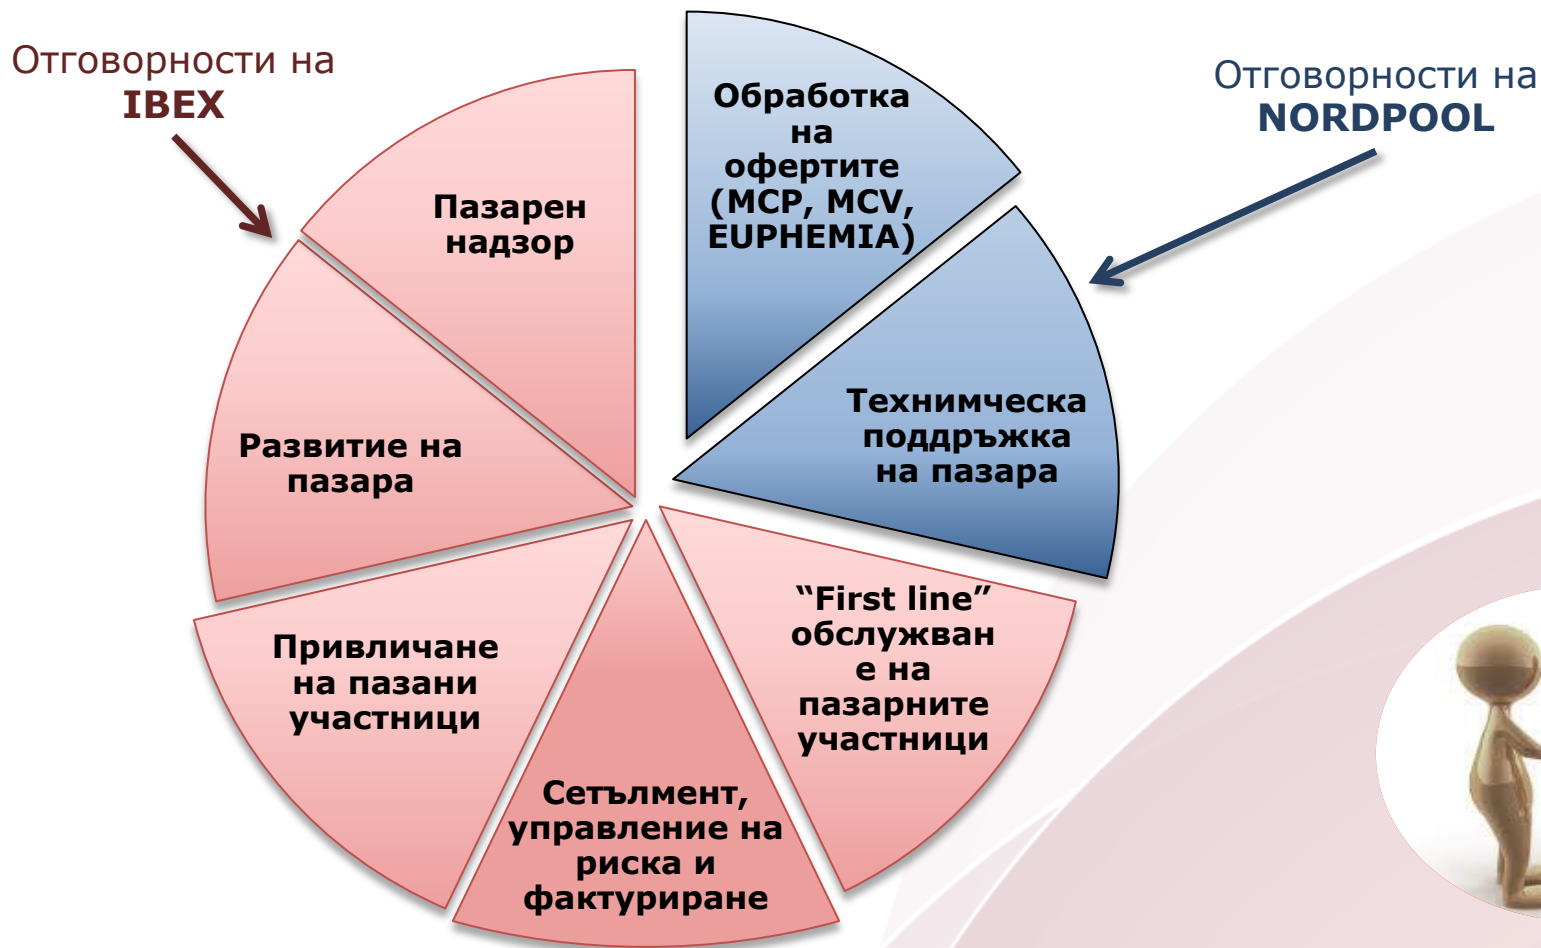 Отговорности на
IBEX
Отговорности на
NORDPOOL
Обработка
на
офертите
(MCP, MCV,
EUPHEMIA)
Технимческа
поддръжка
на пазара
“First line”
обслужван
е на
пазарните
участници
Сетълмент,
управление на
риска и
фактуриране
Привличане
на пазани
участници
Развитие на
пазара
Пазарен
надзор